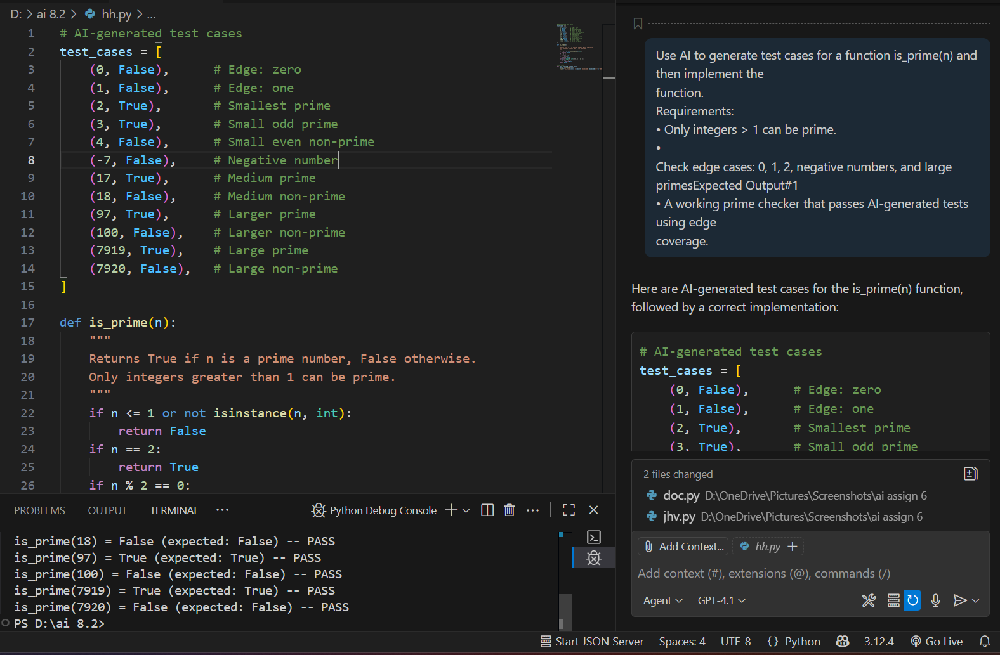 D: > ai 8.2 > hh.py > ...
1 # AI-generated test cases
2 test_cases = [
3 (0, False), # Edge: zero
4 (1, False), # Edge: one
5 (2, True), # Smallest prime
6 (3, True), # Small odd prime
7 (4, False), # Small even non-prime
8 (-7, False), # Negative number
9 (17, True), # Medium prime
10 (18, False), # Medium non-prime
11 (97, True), # Larger prime
12 (100, False), # Larger non-prime
13 (7919, True), # Large prime
14 (7920, False), # Large non-prime
15 ]
16
17 def is_prime(n):
18 """
19 Returns True if n is a prime number, False otherwise.
20 Only integers greater than 1 can be prime.
21 """
22 if n <= 1 or not isinstance(n, int):
23 return False
24 if n == 2:
25 return True
26 if n % 2 == 0:
PROBLEMS OUTPUT TERMINAL ... Python Debug Console
is_prime(18) = False (expected: False) -- PASS
is_prime(97) = True (expected: True) -- PASS
is_prime(100) = False (expected: False) -- PASS
is_prime(7919) = True (expected: True) -- PASS
is_prime(7920) = False (expected: False) -- PASS
PS D:\ai 8.2>
Use AI to generate test cases for a function is_prime(n) and
then implement the
function.
Requirements:
• Only integers > 1 can be prime.
•
Check edge cases: 0, 1, 2, negative numbers, and large
primesExpected Output#1
• A working prime checker that passes AI-generated tests
using edge
coverage.
Here are AI-generated test cases for the is_prime(n) function,
followed by a correct implementation:
# AI-generated test cases
test_cases = [
(0, False), # Edge: zero
(1, False), # Edge: one
(2, True), # Smallest prime
(3, True), # Small odd prime
2 files changed
doc.py D:\OneDrive\Pictures\Screenshots\ai assign 6
jhv.py D:\OneDrive\Pictures\Screenshots\ai assign 6
Add Context... hh.py +
Add context (#), extensions (@), commands (/)
Agent GPT-4.1
Start JSON Server Spaces: 4 UTF-8 {} Python 3.12.4 Go Live